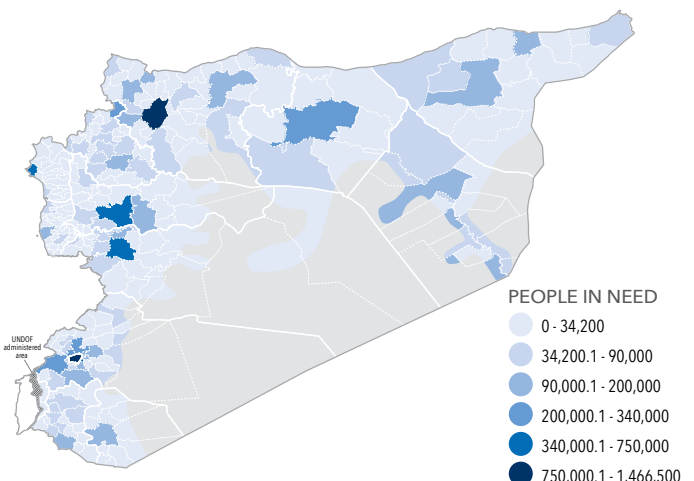 UNDOF
administered
area
PEOPLE IN NEED
0 - 34,200
34,200.1 - 90,000
90,000.1 - 200,000
200,000.1 - 340,000
340,000.1 - 750,000
750,000.1 - 1,466,500